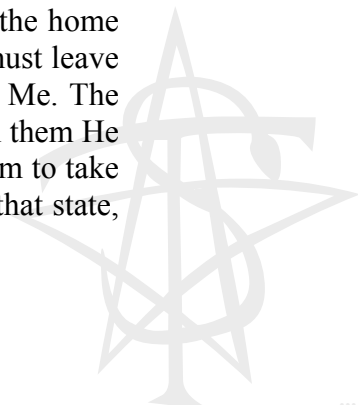 the home
must leave
Me. The
them He
m to take
that state,